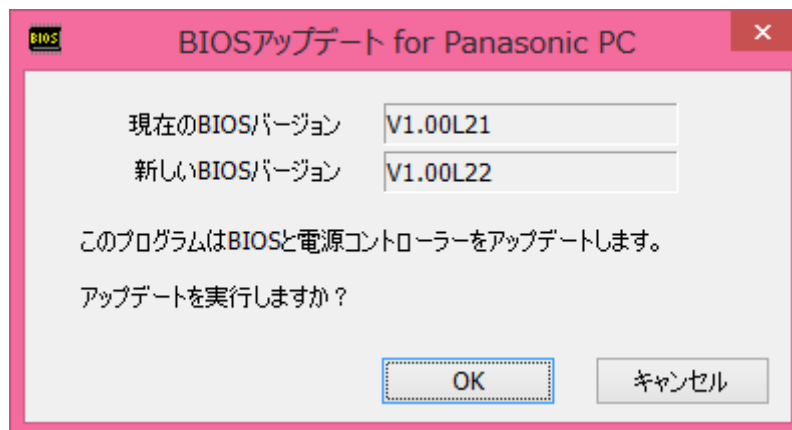 BIOS
BIOSアップデート for Panasonic PC
現在のBIOSバージョン V1.00L21
新しいBIOSバージョン V1.00L22
このプログラムはBIOSと電源コントローラーをアップデートします。
アップデートを実行しますか？
OK キャンセル